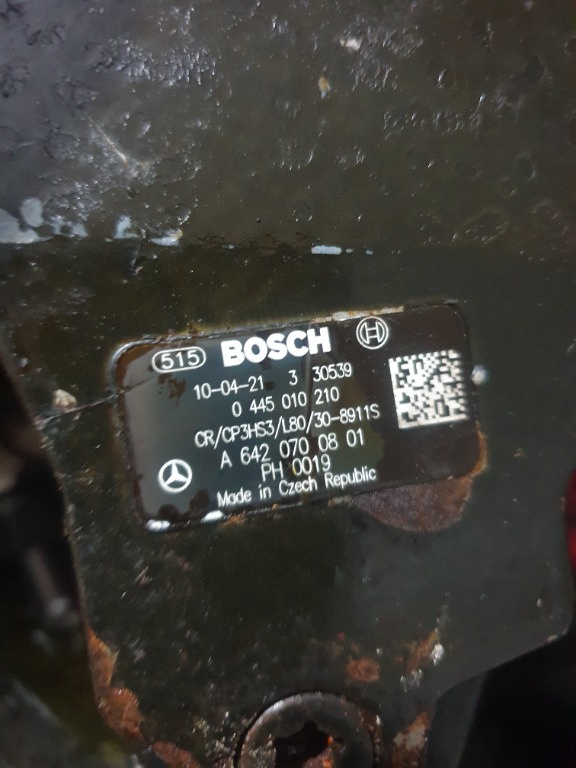 515 BOSCH
10-04-21 3 30539
0 445 010 210
CR/CP3HS3/L80/30-8911S
A 642 070 08 01
PH 0019
Made in Czech Republic